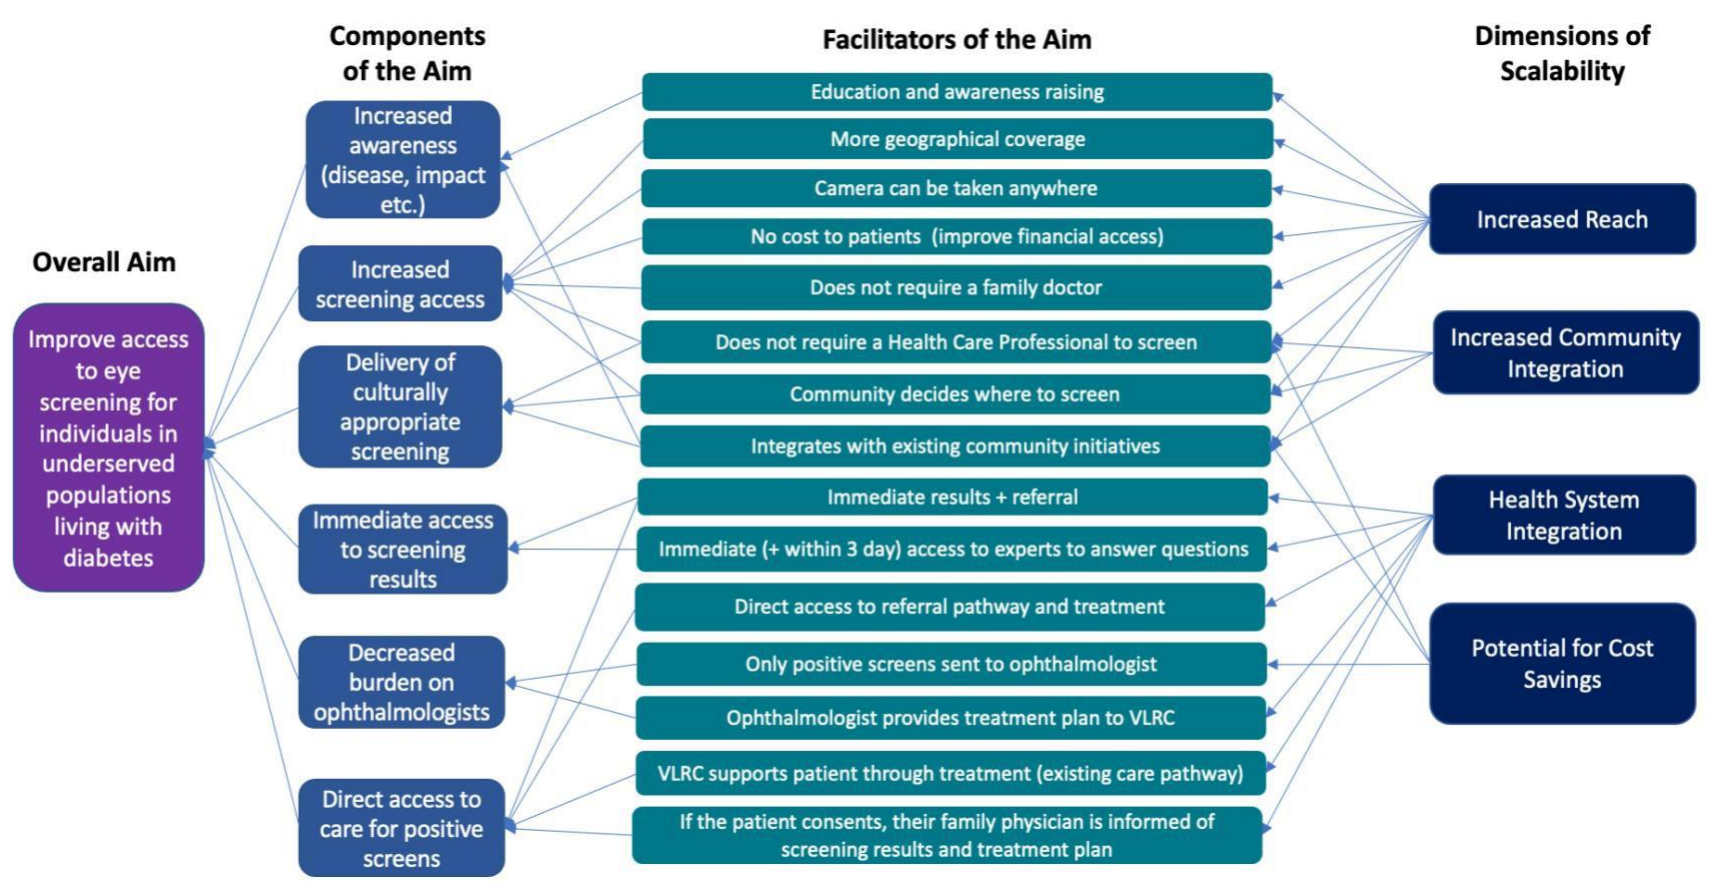 Overall Aim
Improve access
to eye
screening for
individuals in
underserved
populations
living with
diabetes
Components
of the Aim
Increased
awareness
(disease, impact
etc.)
Increased
screening access
Delivery of
culturally
appropriate
screening
Immediate access
to screening
results
Decreased
burden on
ophthalmologists
Direct access to
care for positive
screens
Facilitators of the Aim
Education and awareness raising
More geographical coverage
Camera can be taken anywhere
No cost to patients (improve financial access)
Does not require a family doctor
Does not require a Health Care Professional to screen
Community decides where to screen
Integrates with existing community initiatives
Immediate results + referral
Immediate (+ within 3 day) access to experts to answer questions
Direct access to referral pathway and treatment
Only positive screens sent to ophthalmologist
Ophthalmologist provides treatment plan to VLRC
VLRC supports patient through treatment (existing care pathway)
If the patient consents, their family physician is informed of
screening results and treatment plan
Dimensions of
Scalability
Increased Reach
Increased Community
Integration
Health System
Integration
Potential for Cost
Savings